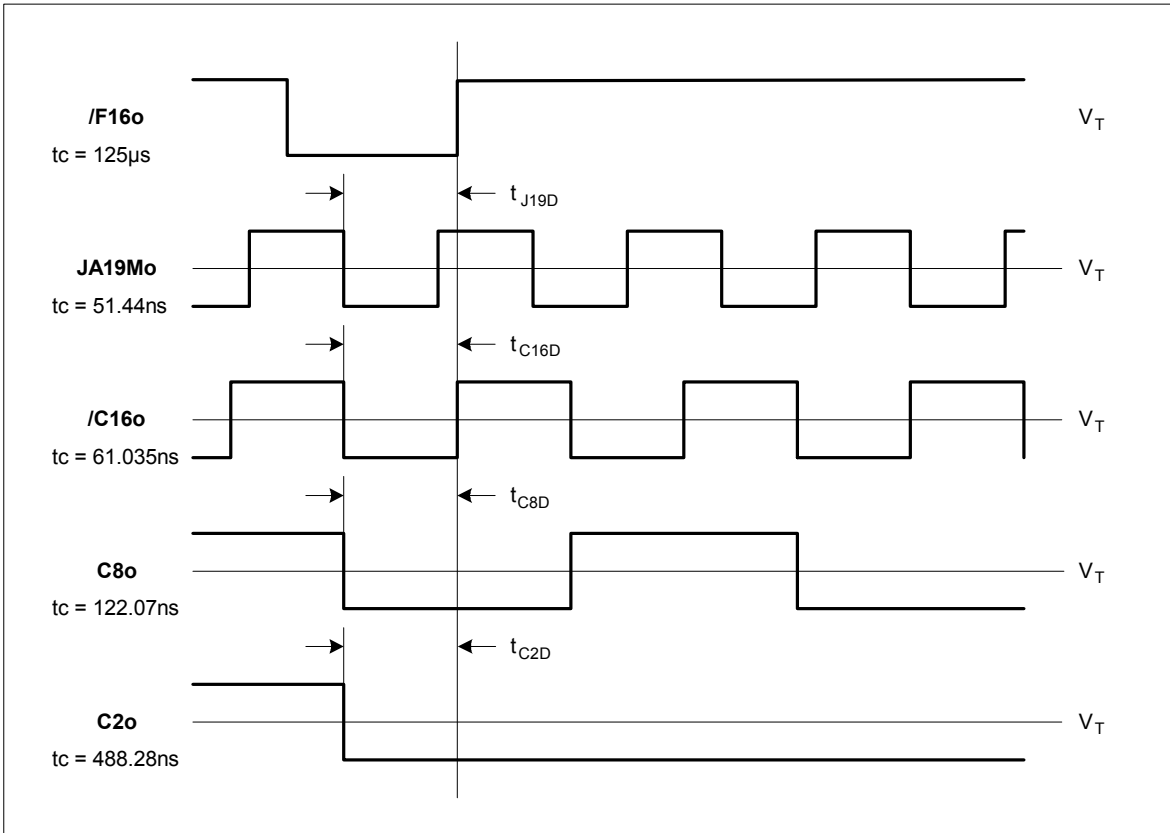 /F16o
tc = 125µs
V_T
t_J19D
JA19Mo
tc = 51.44ns
V_T
t_C16D
/C16o
tc = 61.035ns
V_T
t_C8D
C8o
tc = 122.07ns
V_T
t_C2D
C2o
tc = 488.28ns
V_T